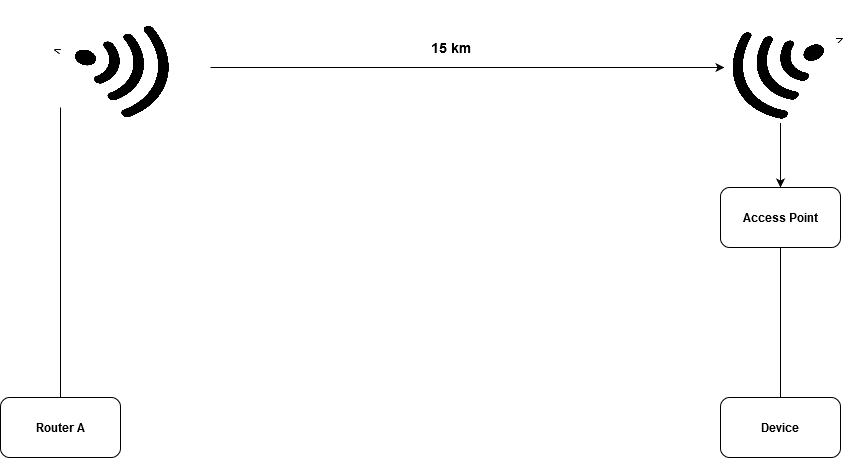 15 km
Access Point
Router A
Device